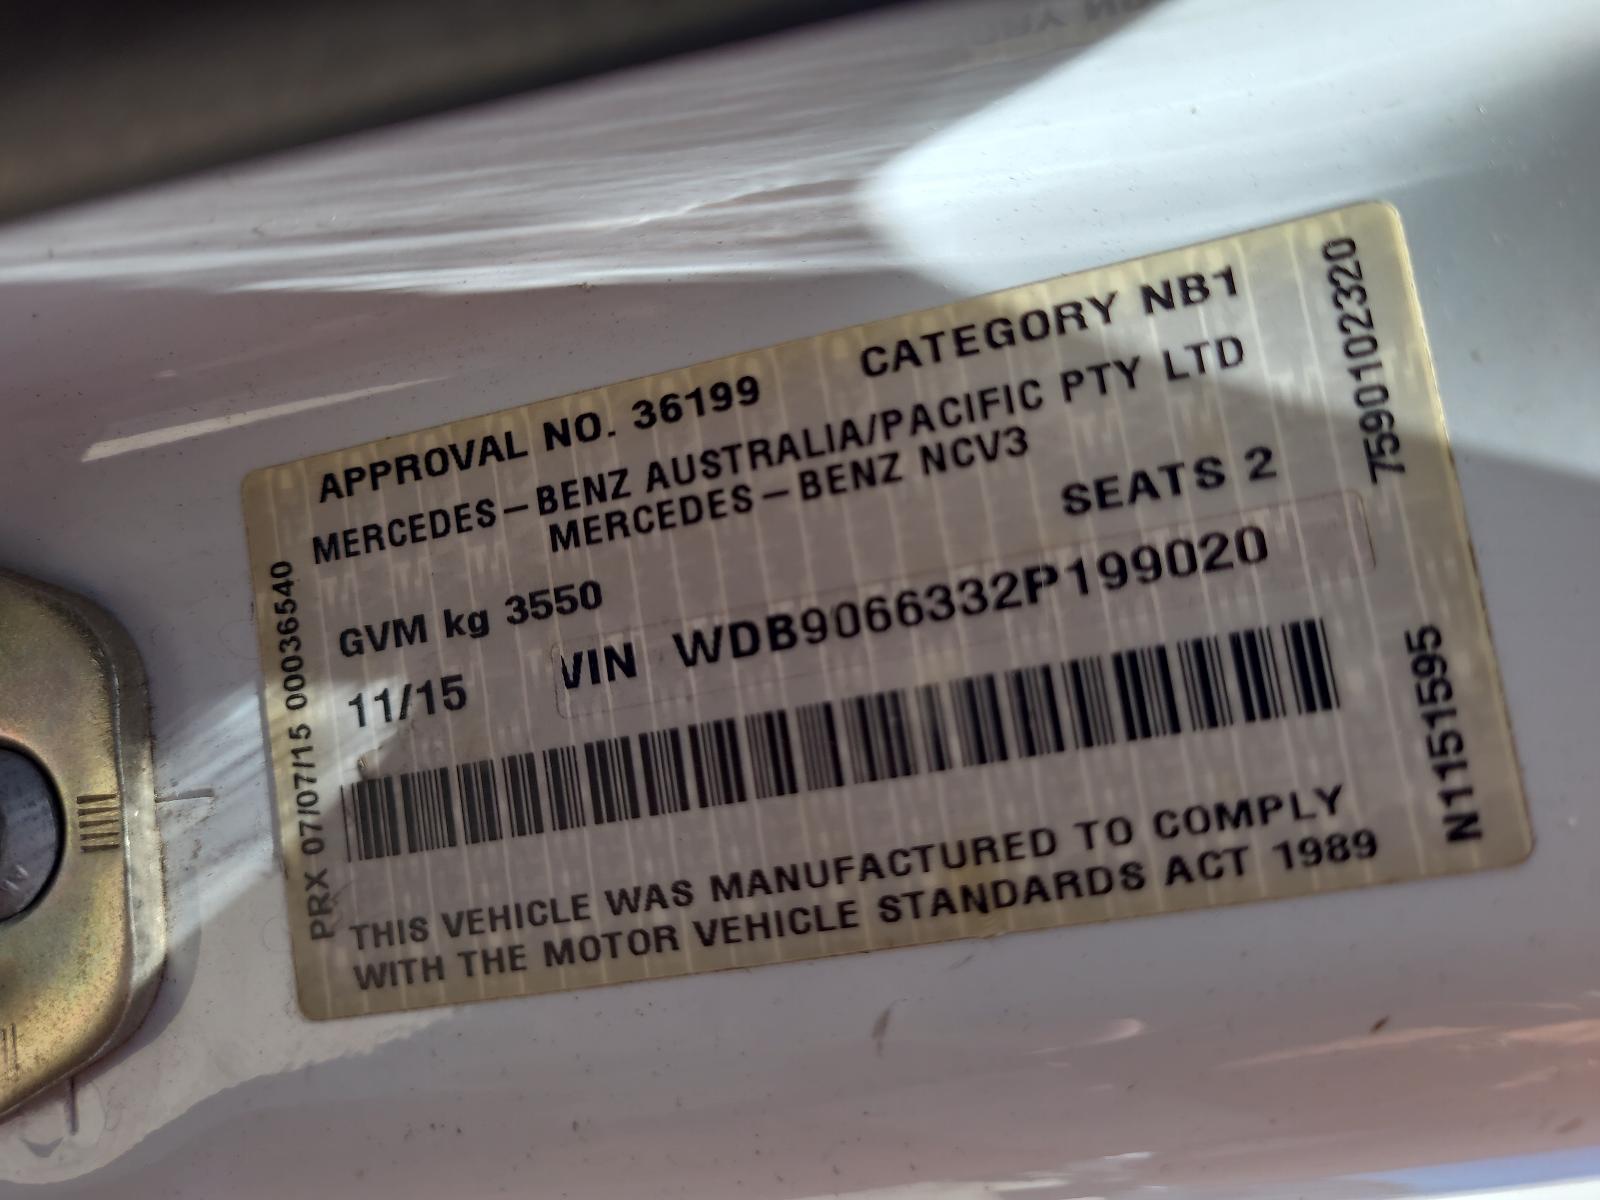 APPROVAL NO. 36199 CATEGORY NB1
MERCEDES-BENZ AUSTRALIA/PACIFIC PTY LTD
MERCEDES-BENZ NCV3
SEATS 2
GVM kg 3550
11/15 VIN WDB9066332P199020
THIS VEHICLE WAS MANUFACTURED TO COMPLY
WITH THE MOTOR VEHICLE STANDARDS ACT 1989
PRX 07/07/15 00036540
7590102320
N1151595